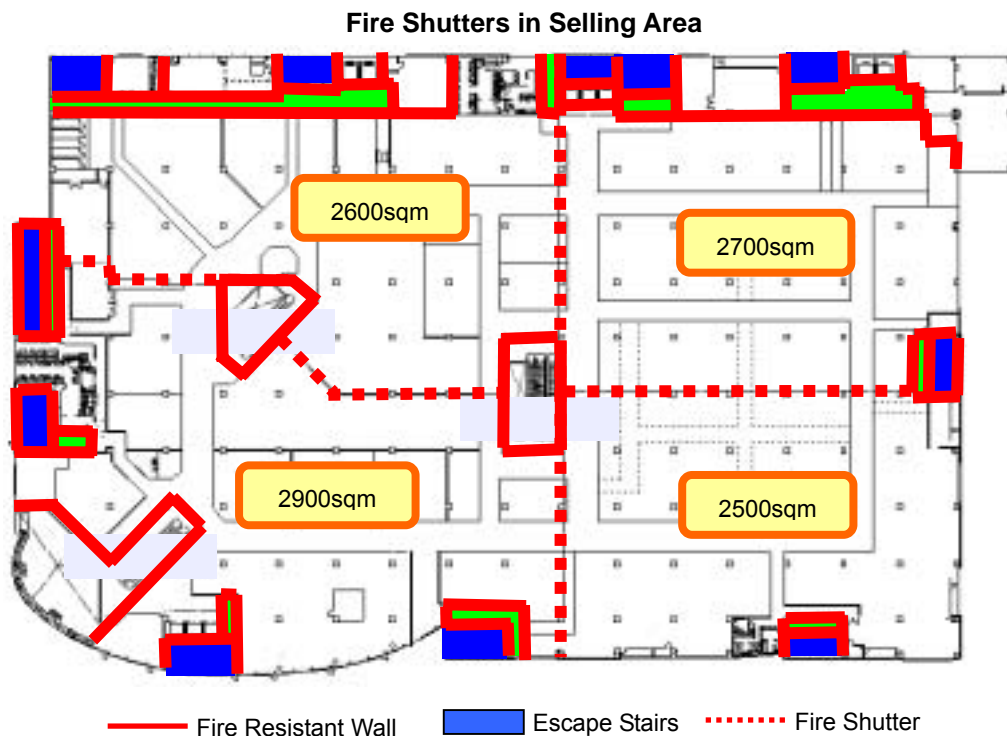 Fire Shutters in Selling Area
2600sqm
2700sqm
2900sqm
2500sqm
Fire Resistant Wall
Escape Stairs
Fire Shutter